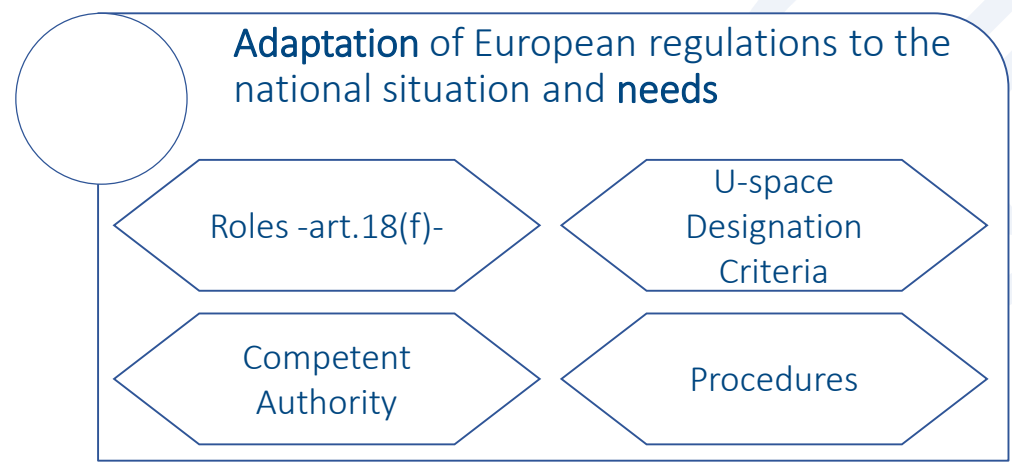 Adaptation of European regulations to the
national situation and needs
Roles -art.18(f)-
U-space
Designation
Criteria
Competent
Authority
Procedures